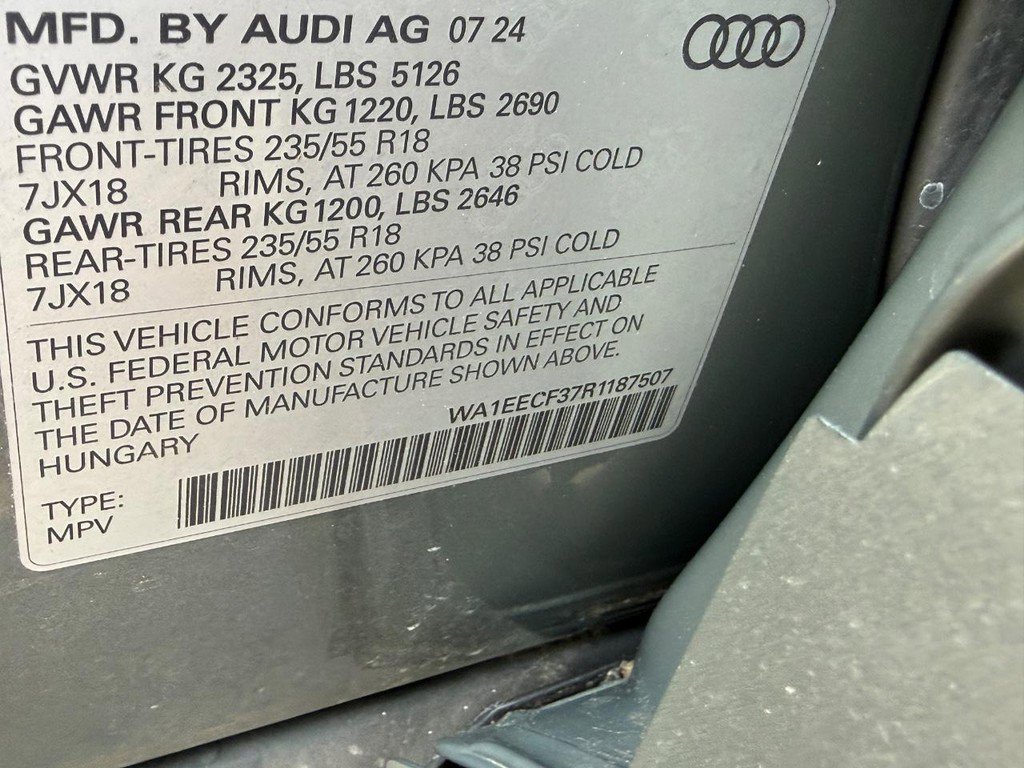 MFD. BY AUDI AG 07 24
GVWR KG 2325, LBS 5126
GAWR FRONT KG 1220, LBS 2690
FRONT-TIRES 235/55 R18
7JX18 RIMS, AT 260 KPA 38 PSI COLD
GAWR REAR KG 1200, LBS 2646
REAR-TIRES 235/55 R18
7JX18 RIMS, AT 260 KPA 38 PSI COLD
THIS VEHICLE CONFORMS TO ALL APPLICABLE
U.S. FEDERAL MOTOR VEHICLE SAFETY AND
THEFT PREVENTION STANDARDS IN EFFECT ON
THE DATE OF MANUFACTURE SHOWN ABOVE.
HUNGARY
WA1EECF37R1187507
TYPE:
MPV